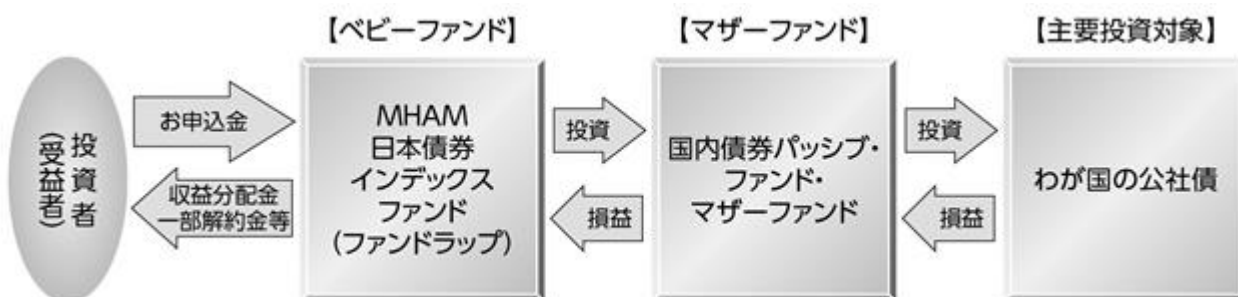 【ベビーファンド】
【マザーファンド】
【主要投資対象】
投資者
(受益者)
お申込金
収益分配金
一部解約金等
MHAM
日本債券
インデックス
ファンド
(ファンドラップ)
投資
損益
国内債券パッシブ・
ファンド・
マザーファンド
投資
損益
わが国の公社債